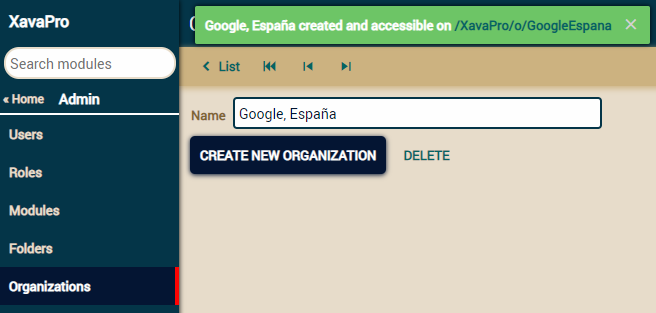 XavaPro
Google, España created and accessible on /XavaPro/o/GoogleEspana
Search modules
List
« Home Admin
Name Google, España
Users
CREATE NEW ORGANIZATION DELETE
Roles
Modules
Folders
Organizations